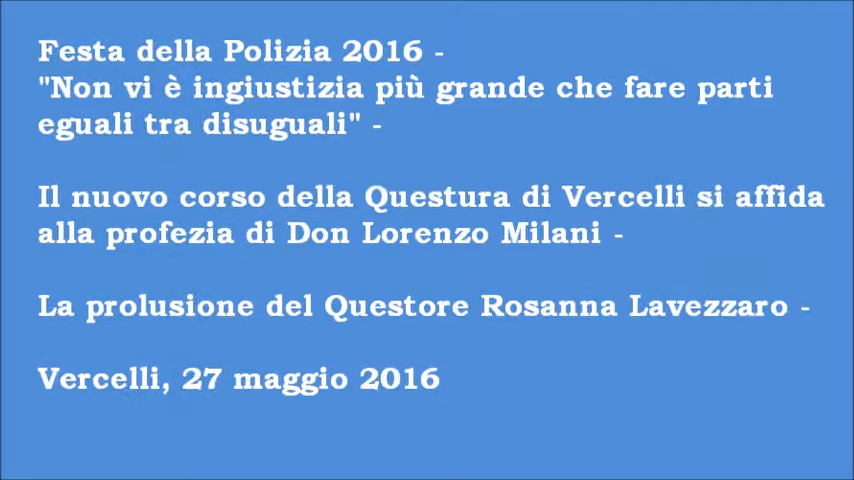 Festa della Polizia 2016 -
"Non vi è ingiustizia più grande che fare parti
eguali tra disuguali" -
Il nuovo corso della Questura di Vercelli si affida
alla profezia di Don Lorenzo Milani -
La prolusione del Questore Rosanna Lavezzaro -
Vercelli, 27 maggio 2016